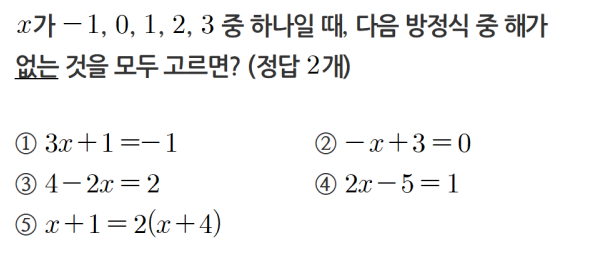 x가 −1, 0, 1, 2, 3 중 하나일 때, 다음 방정식 중 해가
없는 것을 모두 고르면? (정답 2개)
① 3x+1=−1 ② −x+3=0
③ 4−2x=2 ④ 2x−5=1
⑤ x+1=2(x+4)